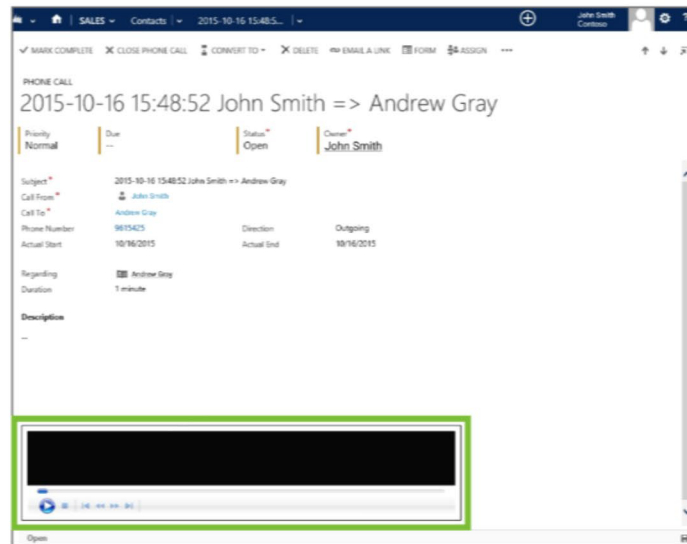 SALES Contacts 2015-10-16 15:48:5... John Smith
Contoso
MARK COMPLETE CLOSE PHONE CALL CONVERT TO DELETE EMAIL A LINK FORM ASSIGN ...
PHONE CALL
2015-10-16 15:48:52 John Smith => Andrew Gray
Priority Due Status* Owner*
Normal -- Open John Smith
Subject* 2015-10-16 15:48:52 John Smith => Andrew Gray
Call From* John Smith
Call To* Andrew Gray
Phone Number 9615425 Direction Outgoing
Actual Start 10/16/2015 Actual End 10/16/2015
Regarding Andrew Gray
Duration 1 minute
Description
--
Open